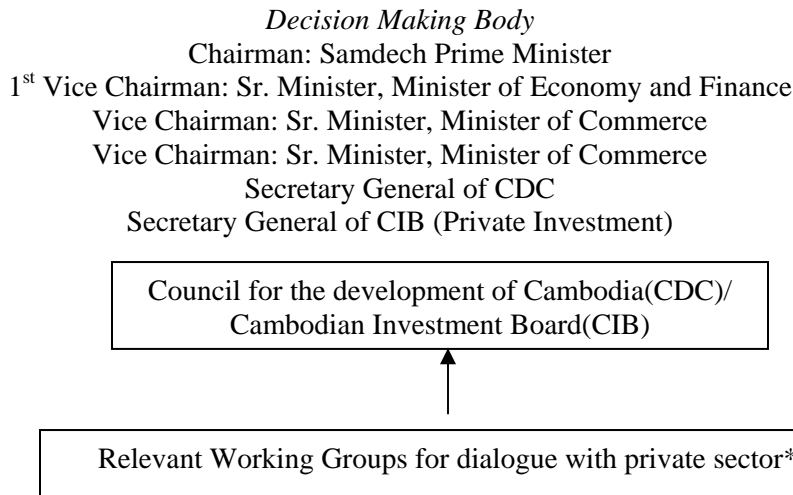 Decision Making Body
Chairman: Samdech Prime Minister
1st Vice Chairman: Sr. Minister, Minister of Economy and Finance
Vice Chairman: Sr. Minister, Minister of Commerce
Vice Chairman: Sr. Minister, Minister of Commerce
Secretary General of CDC
Secretary General of CIB (Private Investment)
Council for the development of Cambodia(CDC)/
Cambodian Investment Board(CIB)
Relevant Working Groups for dialogue with private sector*